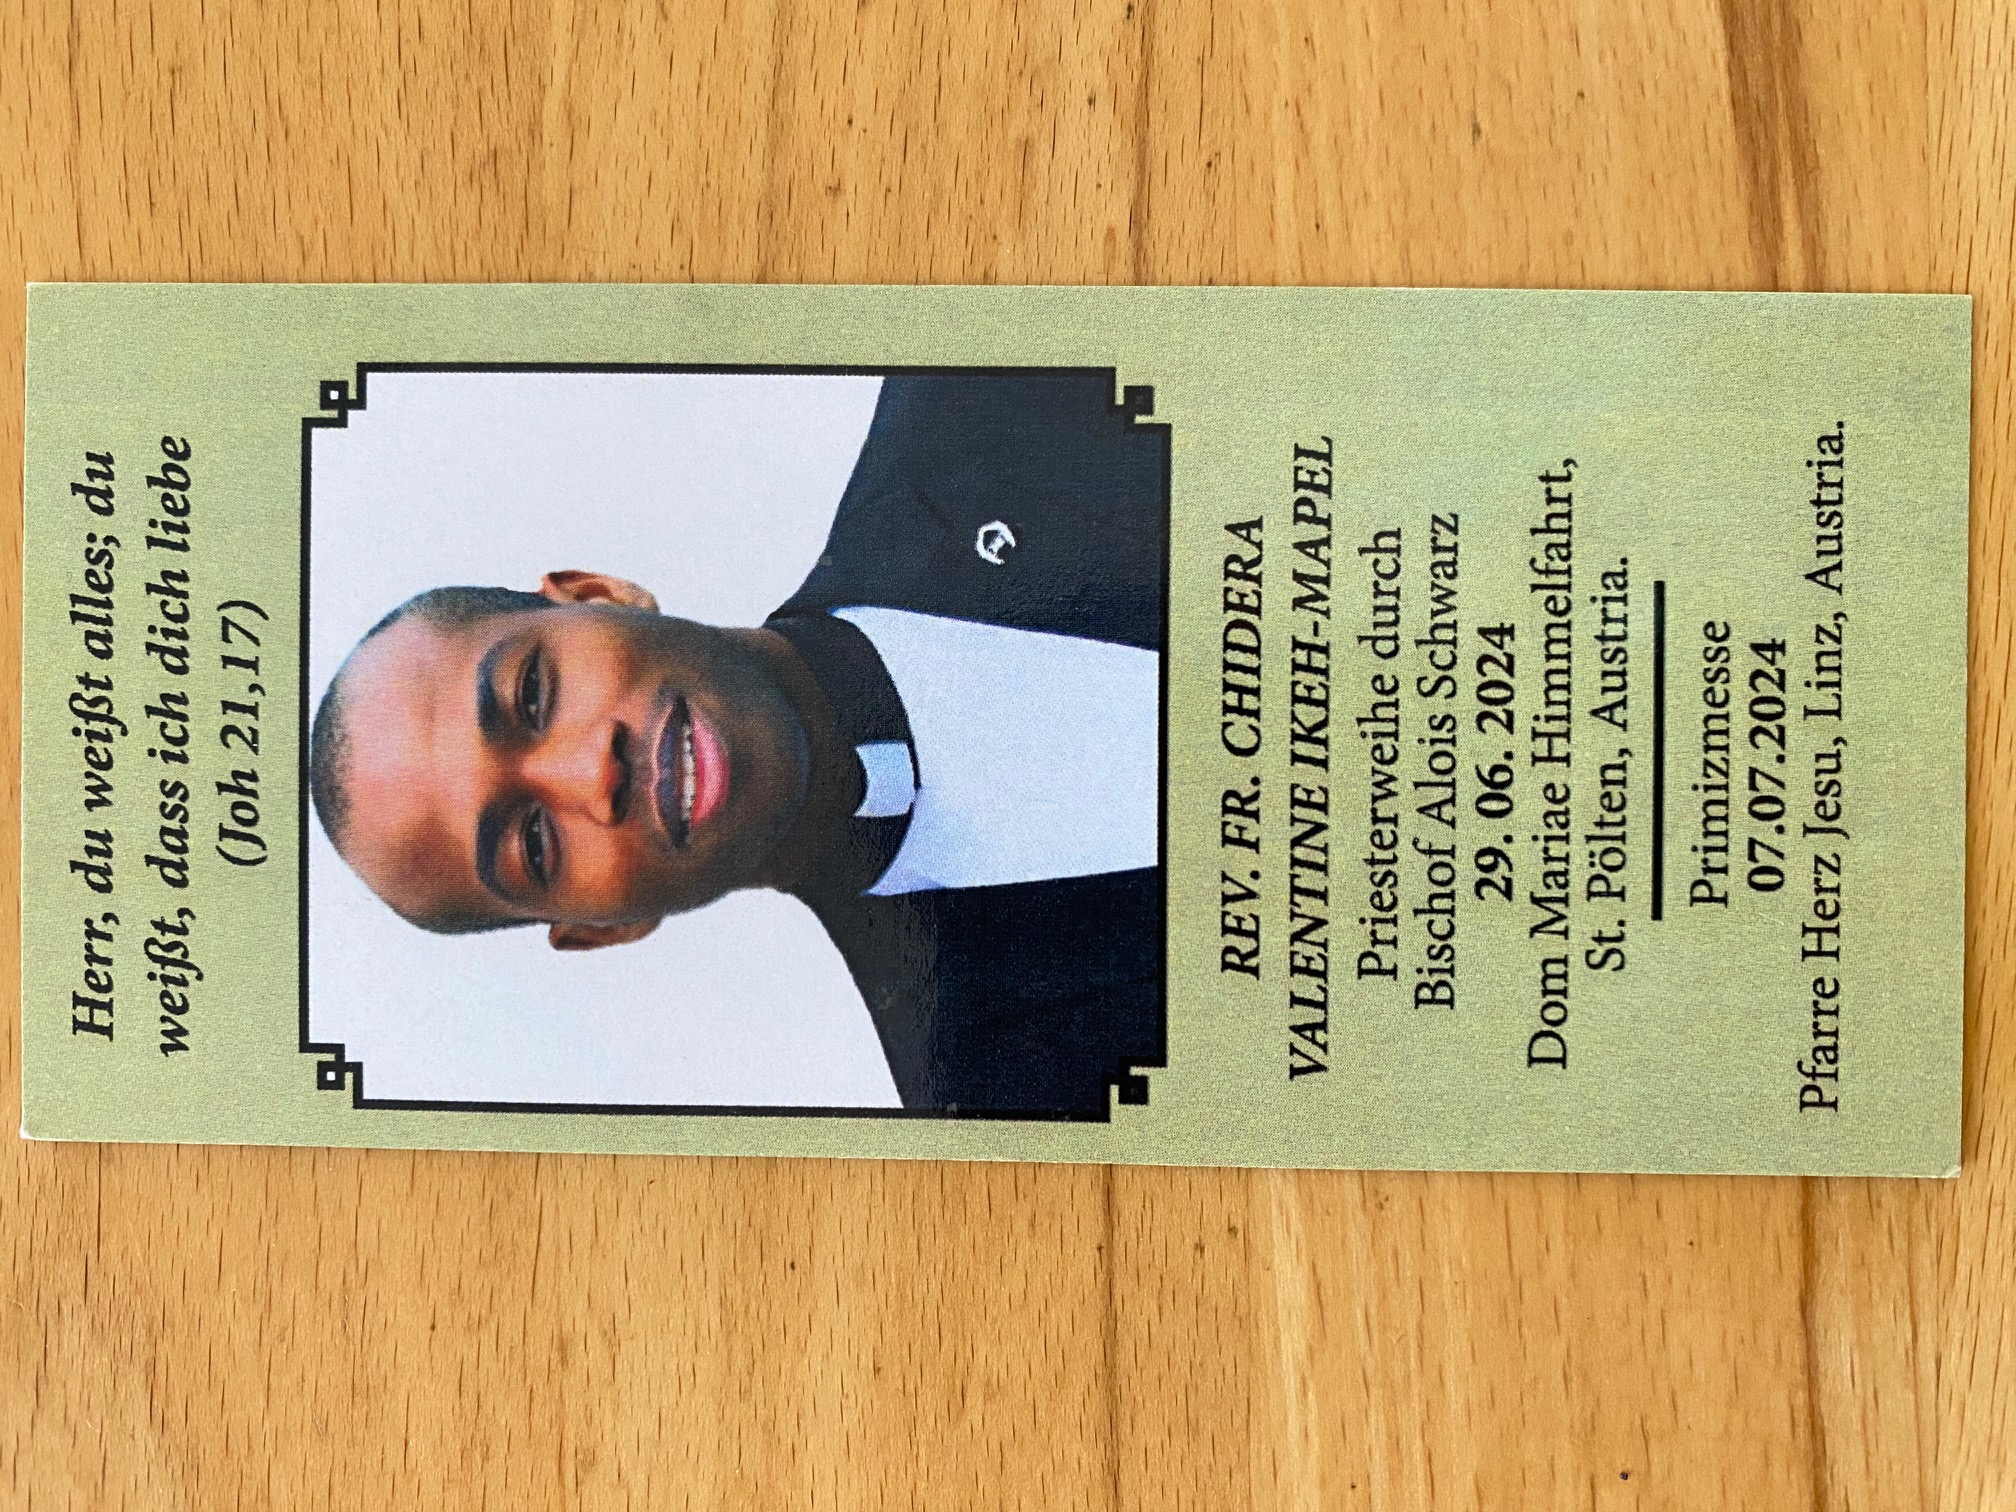 Herr, du weißt alles; du
weißt, dass ich dich liebe
(Joh 21,17)
REV. FR. CHIDERA
VALENTINE IKEH-MAPEL
Priesterweihe durch
Bischof Alois Schwarz
29. 06. 2024
Dom Mariae Himmelfahrt,
St. Pölten, Austria.
Primizmesse
07.07.2024
Pfarre Herz Jesu, Linz, Austria.